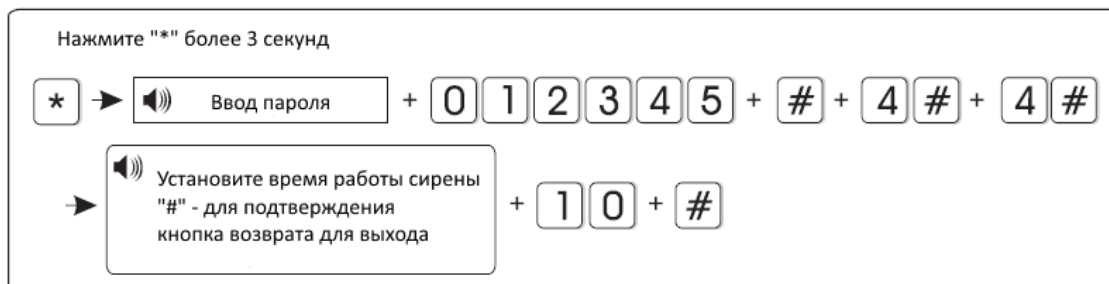 Нажмите "*" более 3 секунд
* Ввод пароля + 0 1 2 3 4 5 + # + 4 # + 4 #
Установите время работы сирены
"#" - для подтверждения
кнопка возврата для выхода
+ 1 0 + #